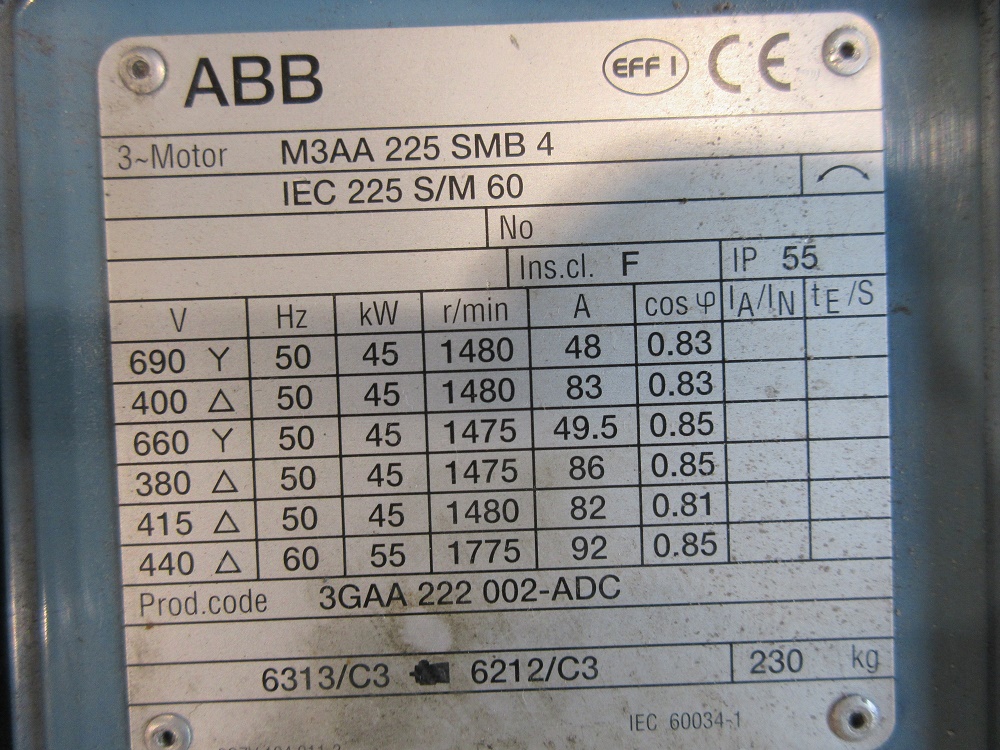 ABB EFF 1 CE
3~Motor M3AA 225 SMB 4
IEC 225 S/M 60
No
Ins.cl. F IP 55
V Hz kW r/min A cos φ IA/IN tE/S
690 Y 50 45 1480 48 0.83
400 Δ 50 45 1480 83 0.83
660 Y 50 45 1475 49.5 0.85
380 Δ 50 45 1475 86 0.85
415 Δ 50 45 1480 82 0.81
440 Δ 60 55 1775 92 0.85
Prod.code 3GAA 222 002-ADC
6313/C3 6212/C3 230 kg
IEC 60034-1